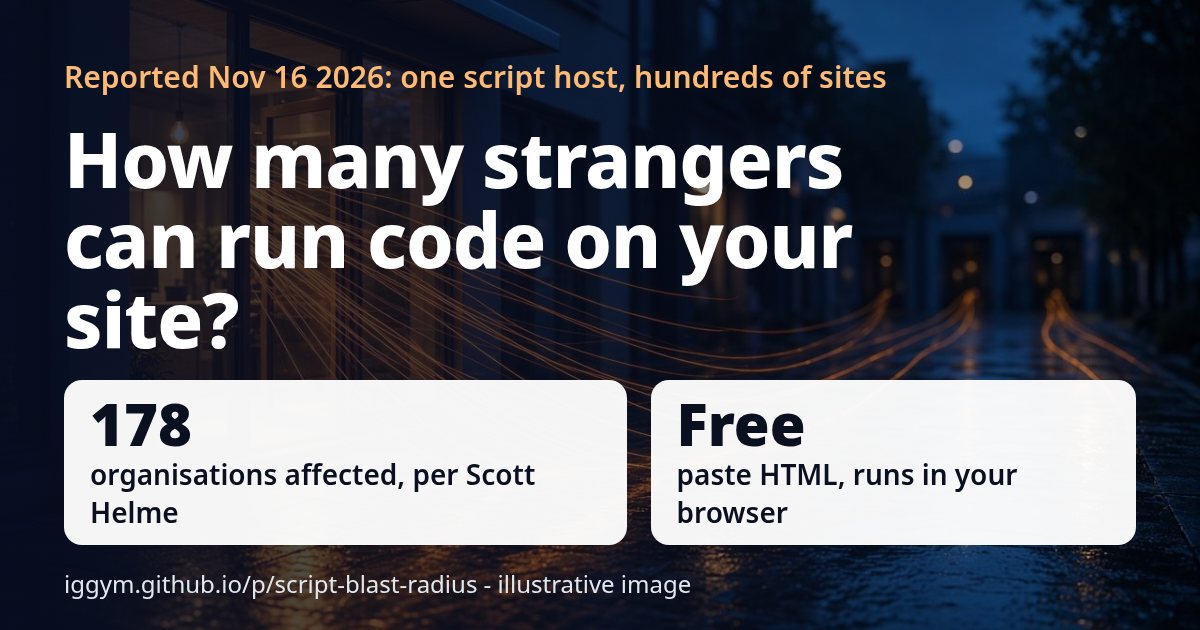 Reported Nov 16 2026: one script host, hundreds of sites
How many strangers
can run code on your
site?
178
organisations affected, per Scott
Helme
Free
paste HTML, runs in your
browser
iggym.github.io/p/script-blast-radius - illustrative image